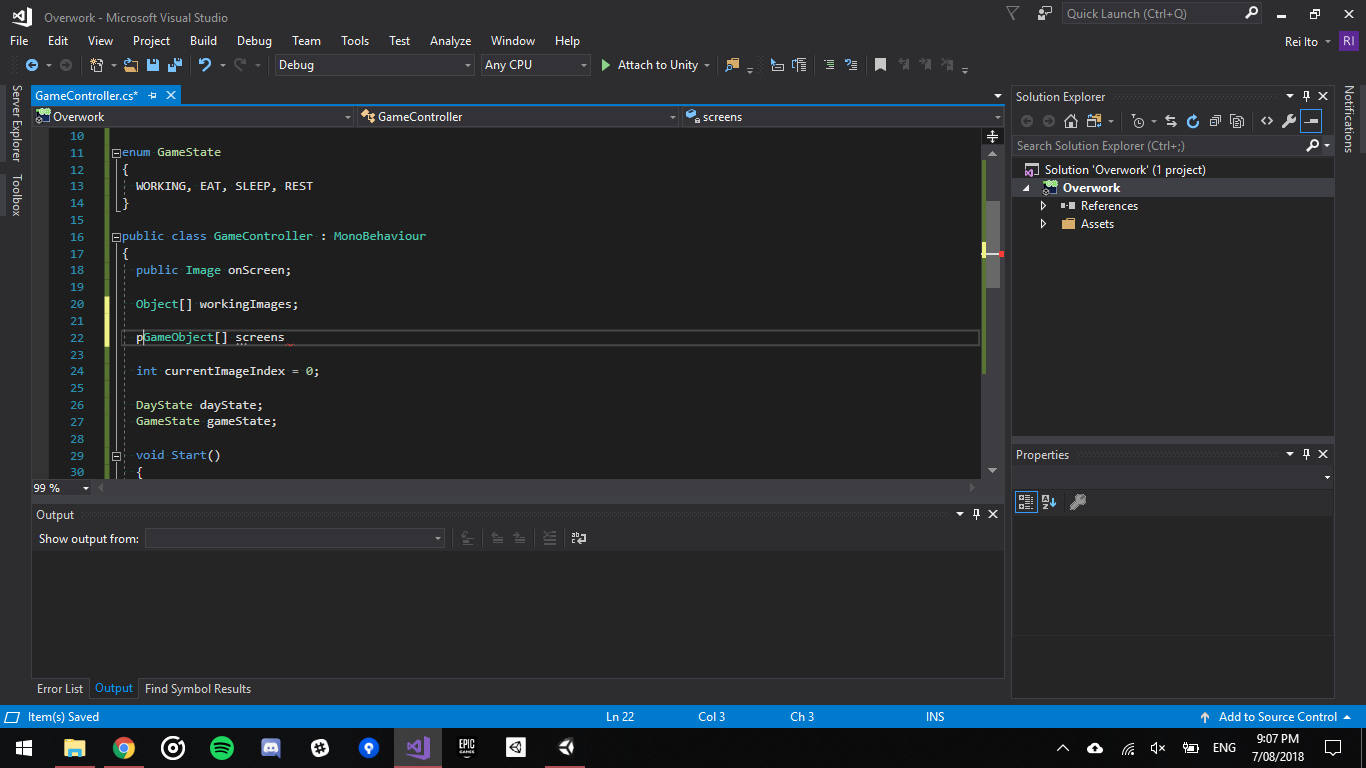 Overwork - Microsoft Visual Studio
Quick Launch (Ctrl+Q)
File Edit View Project Build Debug Team Tools Test Analyze Window Help
Rei Ito RI
Debug Any CPU Attach to Unity
Server Explorer
Toolbox
GameController.cs*
Overwork GameController screens
10
11 enum GameState
12 {
13 WORKING, EAT, SLEEP, REST
14 }
15
16 public class GameController : MonoBehaviour
17 {
18 public Image onScreen;
19
20 Object[] workingImages;
21
22 pGameObject[] screens
23
24 int currentImageIndex = 0;
25
26 DayState dayState;
27 GameState gameState;
28
29 void Start()
30 {
99 %
Output
Show output from:
Error List Output Find Symbol Results
Solution Explorer
Search Solution Explorer (Ctrl+;)
Solution 'Overwork' (1 project)
Overwork
References
Assets
Properties
Notifications
Item(s) Saved Ln 22 Col 3 Ch 3 INS Add to Source Control
EPIC GAMES
ENG
9:07 PM
7/08/2018